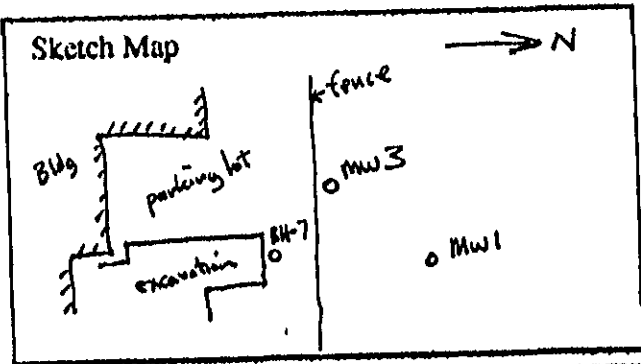 Sketch Map
N
fence
Bldg
parking lot
MW3
BH-7
excavation
MW1